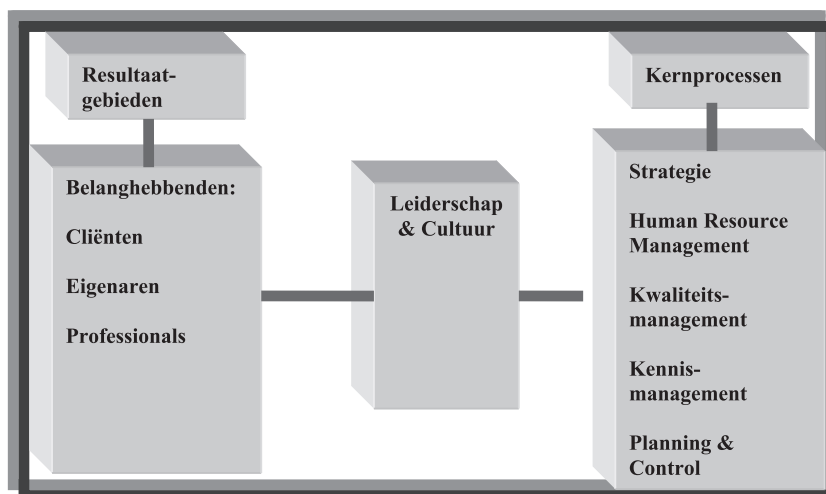 Resultaat-
gebieden
Belanghebbenden:
Cliënten
Eigenaren
Professionals
Leiderschap
& Cultuur
Kernprocessen
Strategie
Human Resource
Management
Kwaliteits-
management
Kennis-
management
Planning &
Control